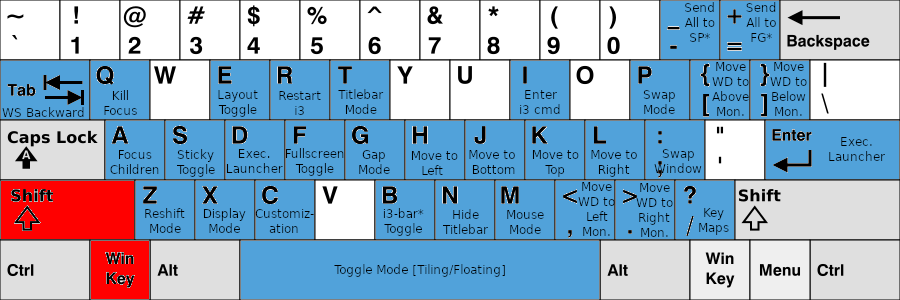 ~ `
! 1
@ 2
# 3
$ 4
% 5
^ 6
& 7
* 8
( 9
) 0
_ - Send All to SP*
+ = Send All to FG*
Backspace
Tab WS Backward
Q Kill Focus
W
E Layout Toggle
R Restart i3
T Titlebar Mode
Y
U
I Enter i3 cmd
O
P Swap Mode
{ [ Move WD to Above Mon.
} ] Move WD to Below Mon.
| \
Caps Lock A
A Focus Children
S Sticky Toggle
D Exec. Launcher
F Fullscreen Toggle
G Gap Mode
H Move to Left
J Move to Bottom
K Move to Top
L Move to Right
: ; Swap Window
" '
Enter Exec. Launcher
Shift
Z Reshift Mode
X Display Mode
C Customiz-ation
V
B i3-bar* Toggle
N Hide Titlebar
M Mouse Mode
< , Move WD to Left Mon.
> . Move WD to Right Mon.
? / Key Maps
Shift
Ctrl
Win Key
Alt
Toggle Mode [Tiling/Floating]
Alt
Win Key
Menu
Ctrl